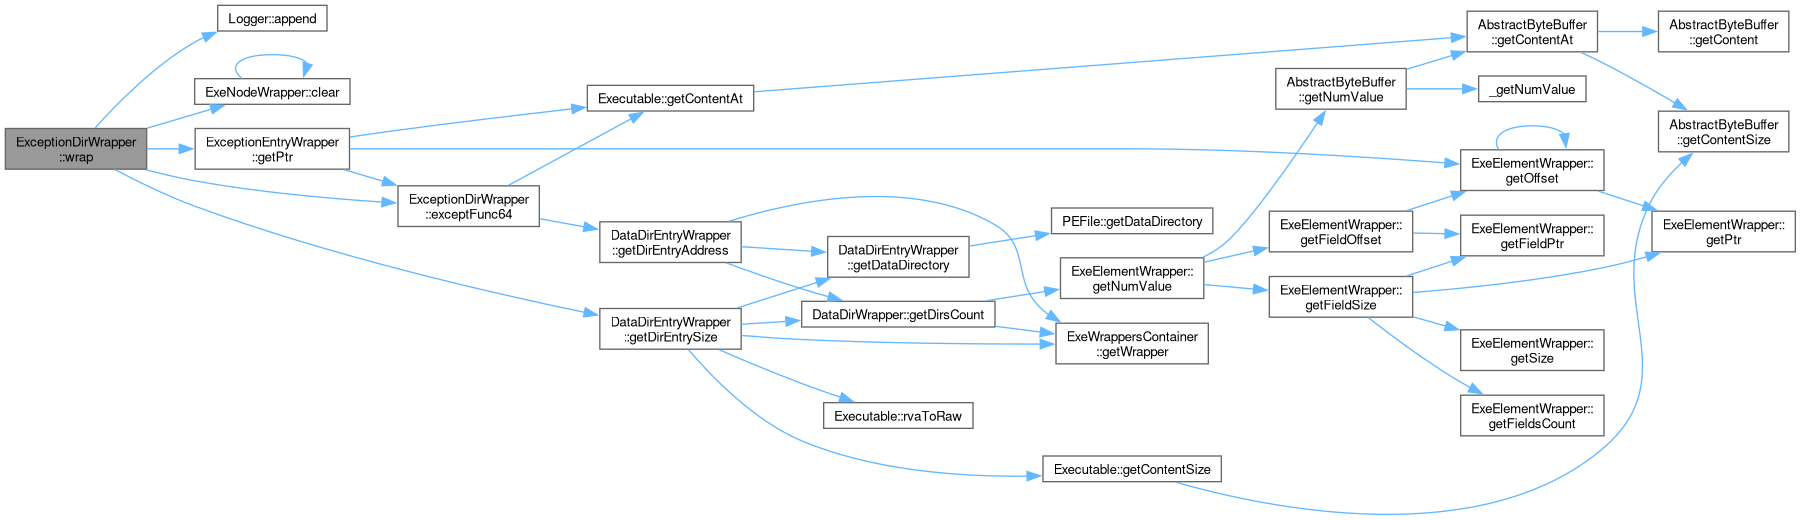 ExceptionDirWrapper
::wrap
Logger::append
ExeNodeWrapper::clear
ExceptionEntryWrapper
::getPtr
ExceptionDirWrapper
::exceptFunc64
Executable::getContentAt
DataDirEntryWrapper
::getDirEntryAddress
DataDirEntryWrapper
::getDirEntrySize
DataDirEntryWrapper
::getDataDirectory
DataDirWrapper::getDirsCount
Executable::rvaToRaw
PEFile::getDataDirectory
ExeElementWrapper::
getNumValue
ExeWrappersContainer
::getWrapper
Executable::getContentSize
AbstractByteBuffer
::getNumValue
ExeElementWrapper::
getFieldOffset
ExeElementWrapper::
getFieldSize
AbstractByteBuffer
::getContentAt
_getNumValue
ExeElementWrapper::
getOffset
ExeElementWrapper::
getFieldPtr
ExeElementWrapper::
getSize
ExeElementWrapper::
getFieldsCount
AbstractByteBuffer
::getContent
AbstractByteBuffer
::getContentSize
ExeElementWrapper::
getPtr